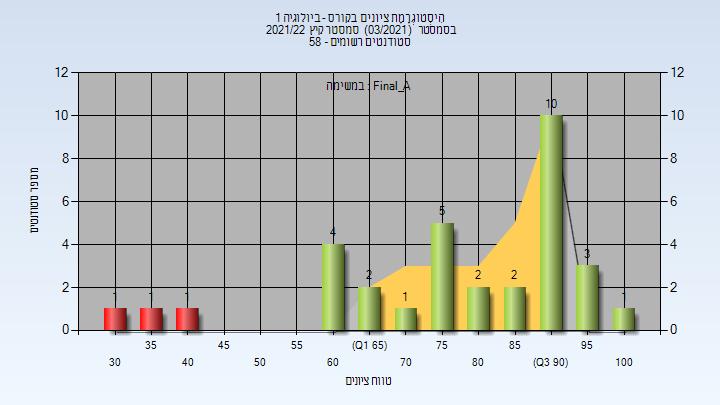 היסטוגרמת ציונים בקורס - ביולוגיה 1
בסמסטר (03/2021) סמסטר קיץ 2021/22
סטודנטים רשומים - 58
במשימה : Final_A
12 12
10 10
8 8
6 6
4 4
2 2
0 0
1 1 1 4 2 1 5 2 2 10 3 1
35 45 55 (Q1 65) 75 85 95
30 40 50 60 70 80 (Q3 90) 100
מספר סטודנטים
טווח ציונים